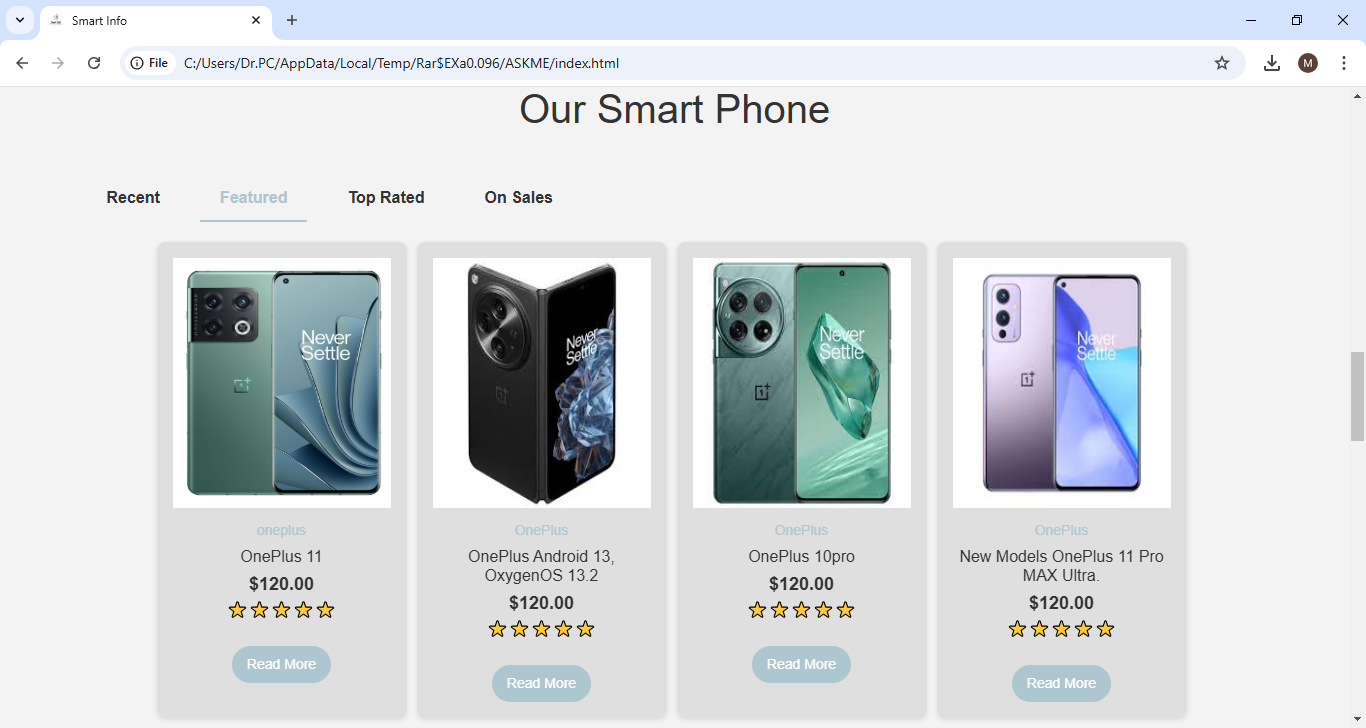 Smart Info
File
C:/Users/Dr.PC/AppData/Local/Temp/Rar$EXa0.096/ASKME/index.html
M
Our Smart Phone
Recent
Featured
Top Rated
On Sales
Never
Settle
Never
Settle
Never
Settle
Never
Settle
oneplus
OnePlus 11
$120.00
Read More
OnePlus
OnePlus Android 13,
OxygenOS 13.2
$120.00
Read More
OnePlus
OnePlus 10pro
$120.00
Read More
OnePlus
New Models OnePlus 11 Pro
MAX Ultra.
$120.00
Read More